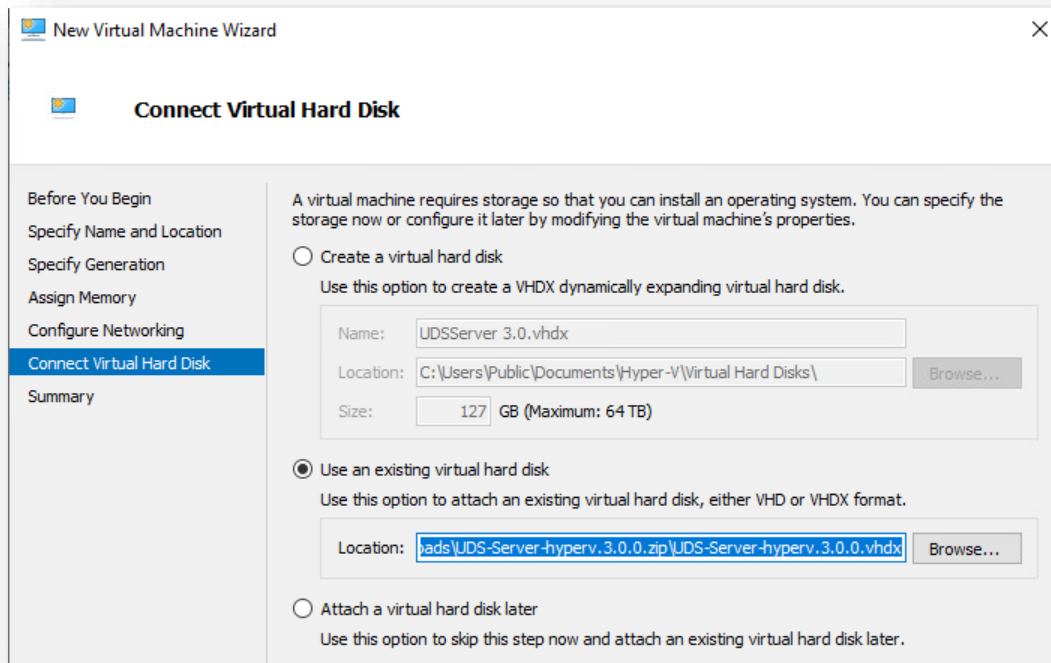 New Virtual Machine Wizard
Connect Virtual Hard Disk
Before You Begin
Specify Name and Location
Specify Generation
Assign Memory
Configure Networking
Connect Virtual Hard Disk
Summary
A virtual machine requires storage so that you can install an operating system. You can specify the
storage now or configure it later by modifying the virtual machine's properties.
Create a virtual hard disk
Use this option to create a VHDX dynamically expanding virtual hard disk.
Name: UDSServer 3.0.vhdx
Location: C:\Users\Public\Documents\Hyper-V\Virtual Hard Disks\ Browse...
Size: 127 GB (Maximum: 64 TB)
Use an existing virtual hard disk
Use this option to attach an existing virtual hard disk, either VHD or VHDX format.
Location: oads\UDS-Server-hyperv.3.0.0.zip\UDS-Server-hyperv.3.0.0.vhdx Browse...
Attach a virtual hard disk later
Use this option to skip this step now and attach an existing virtual hard disk later.